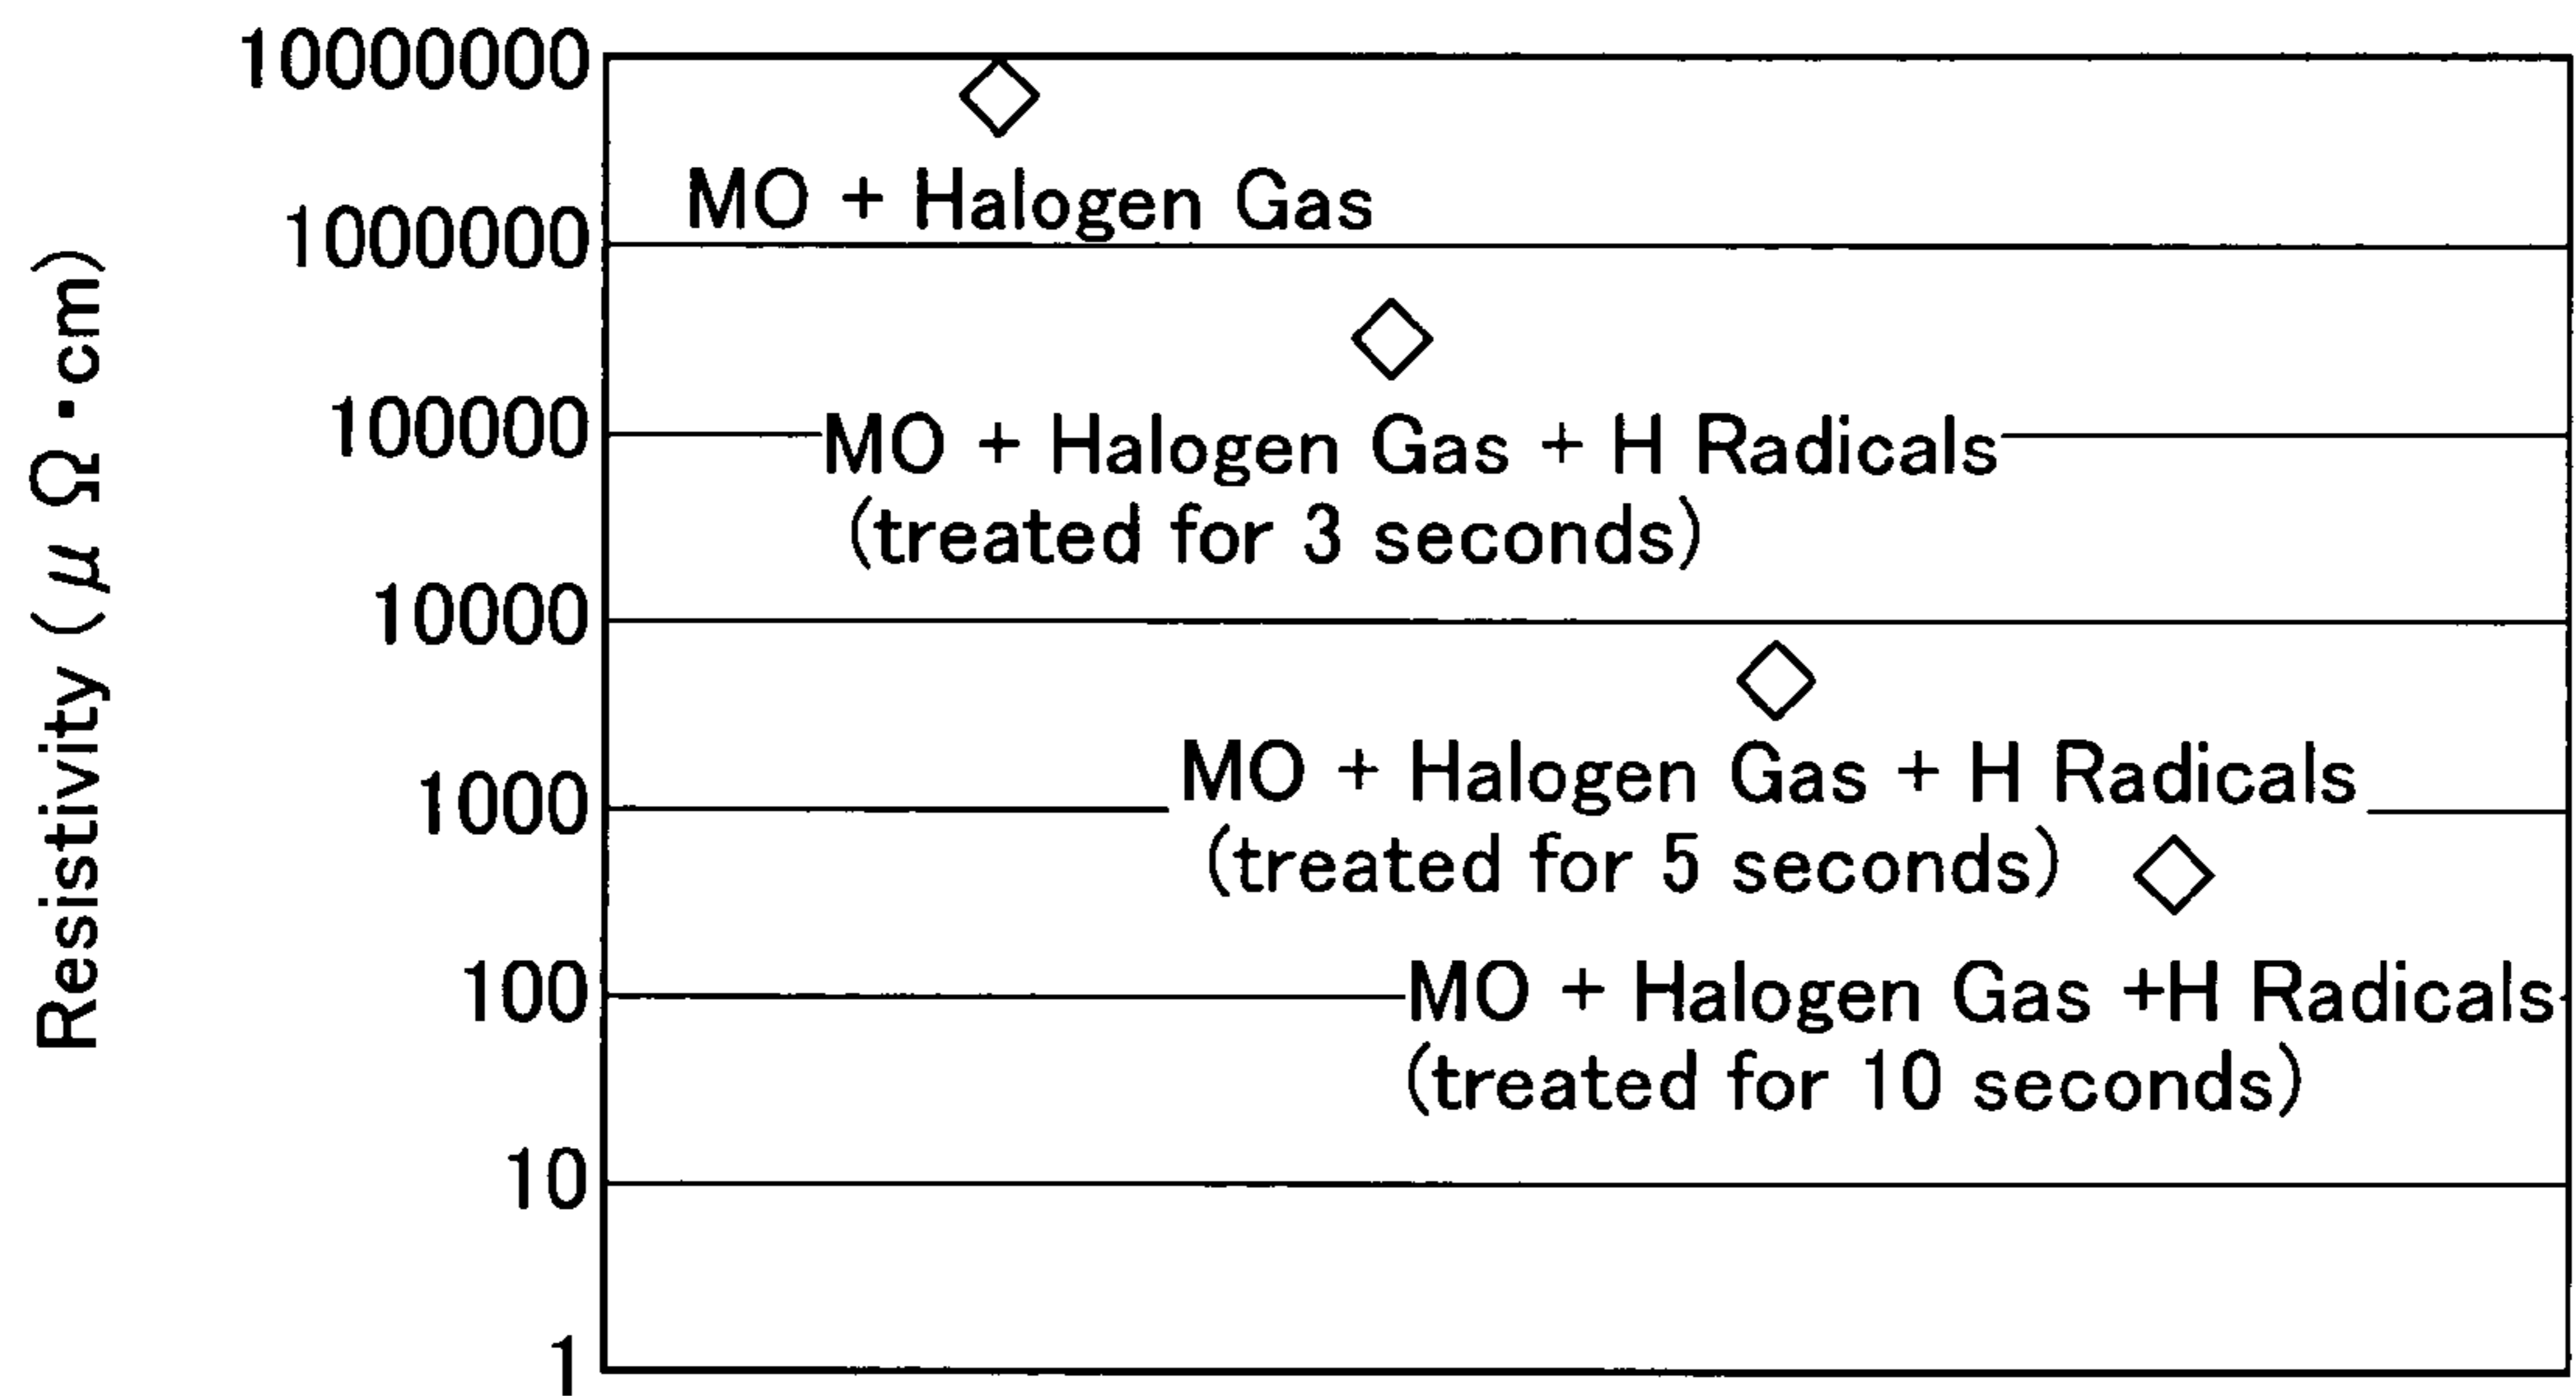 Resistivity (μΩ・cm)
10000000
1000000
100000
10000
1000
100
10
1
MO + Halogen Gas
MO + Halogen Gas + H Radicals
(treated for 3 seconds)
MO + Halogen Gas + H Radicals
(treated for 5 seconds)
MO + Halogen Gas +H Radicals
(treated for 10 seconds)